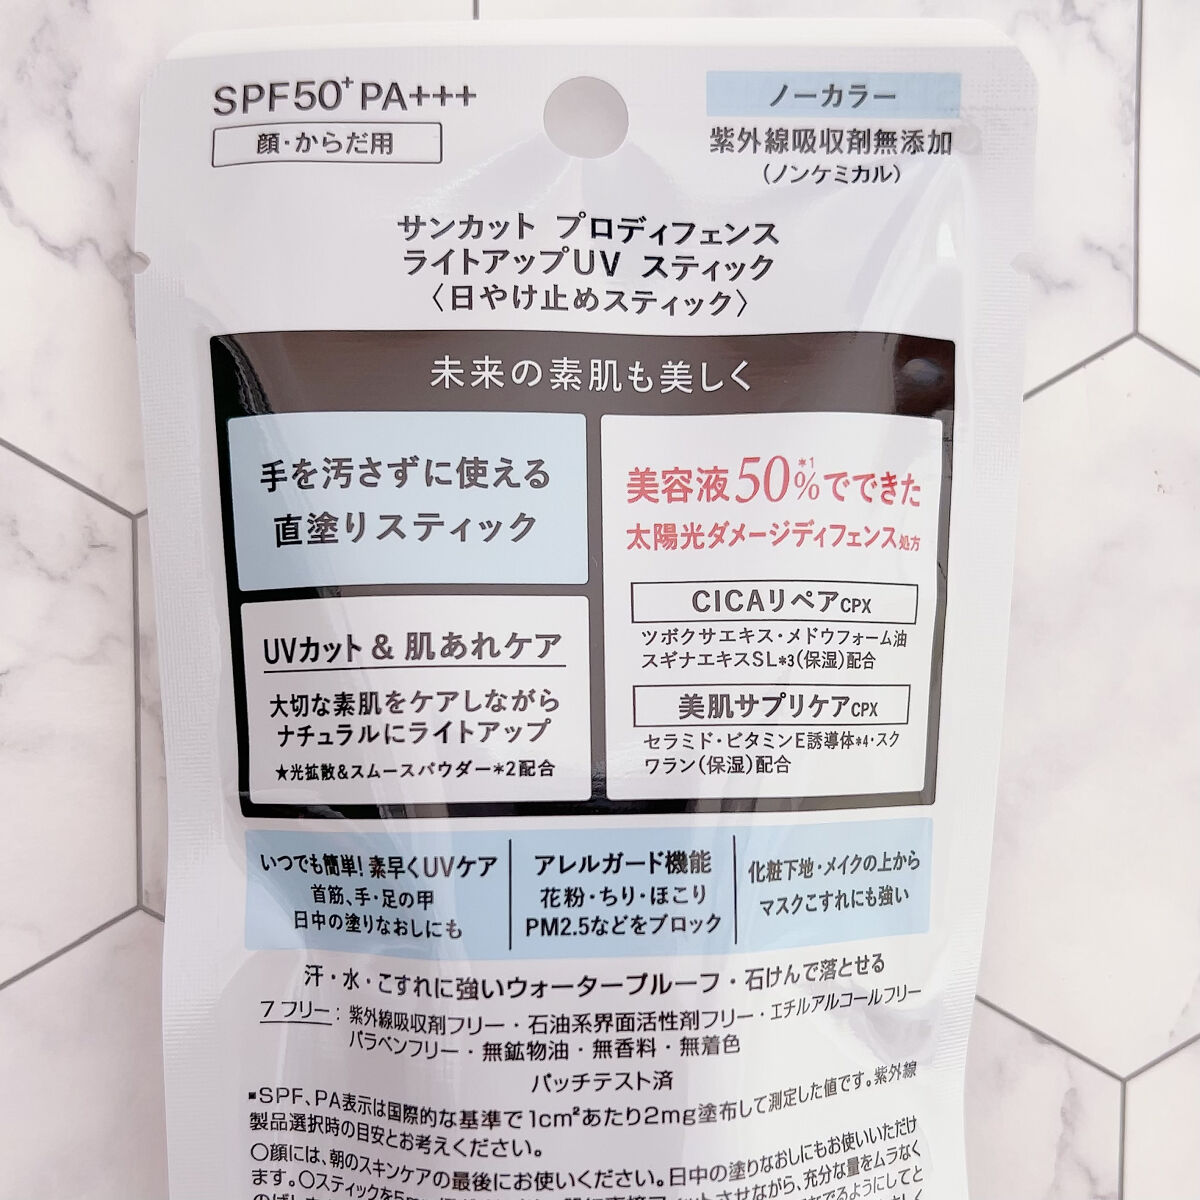 SPF50+ PA+++
顔・からだ用
ノーカラー
紫外線吸収剤無添加
(ノンケミカル)
サンカット プロディフェンス
ライトアップUV スティック
〈日やけ止めスティック〉
未来の素肌も美しく
手を汚さずに使える
直塗りスティック
UVカット & 肌あれケア
大切な素肌をケアしながら
ナチュラルにライトアップ
★光拡散&スムースパウダー*2配合
美容液50%*1でできた
太陽光ダメージディフェンス処方
CICAリペアCPX
ツボクサエキス・メドウフォーム油
スギナエキスSL*3(保湿)配合
美肌サプリケアCPX
セラミド・ビタミンE誘導体*4・スク
ワラン(保湿)配合
いつでも簡単!素早くUVケア
首筋、手・足の甲
日中の塗りなおしにも
アレルガード機能
花粉・ちり・ほこり
PM2.5などをブロック
化粧下地・メイクの上から
マスクこすれにも強い
汗・水・こすれに強いウォータープルーフ・石けんで落とせる
7フリー:紫外線吸収剤フリー・石油系界面活性剤フリー・エチルアルコールフリー
パラベンフリー・無鉱物油・無香料・無着色
パッチテスト済
■SPF、PA表示は国際的な基準で1cm²あたり2mg塗布して測定した値です。紫外線
製品選択時の目安とお考えください。
〇顔には、朝のスキンケアの最後にお使いください。日中の塗りなおしにもお使いいただけ
ます。〇スティックを5
させながら、充分な量をムラなく